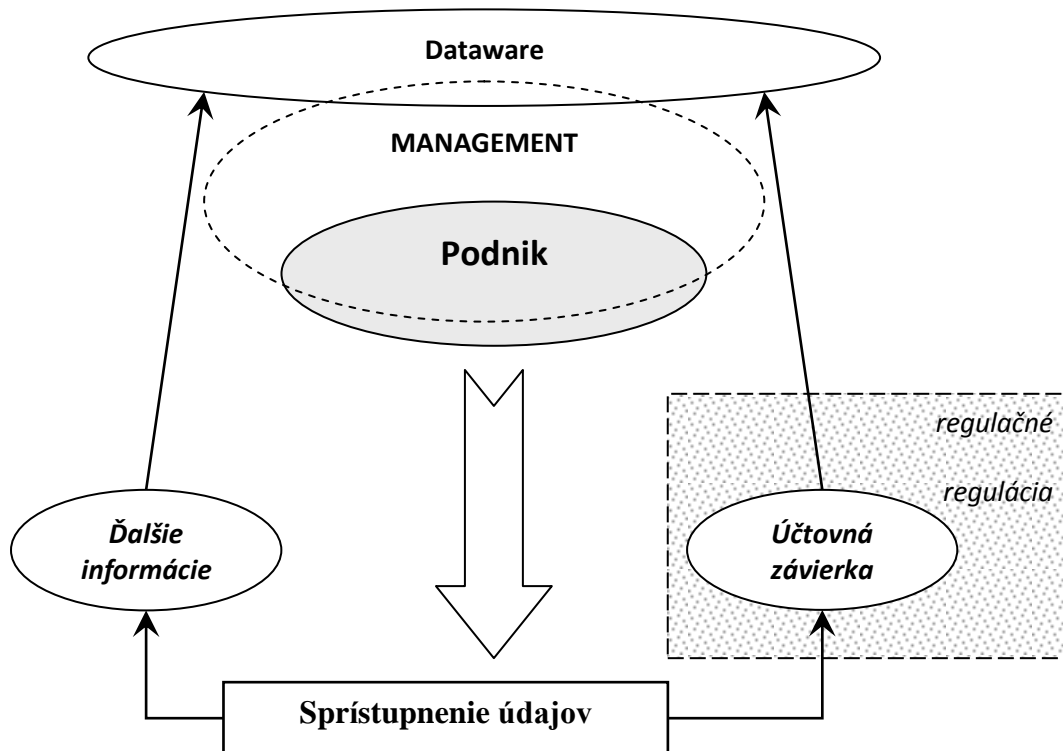 Dataware
MANAGEMENT
Podnik
regulačné
regulácia
Ďalšie
informácie
Účtovná
závierka
Sprístupnenie údajov